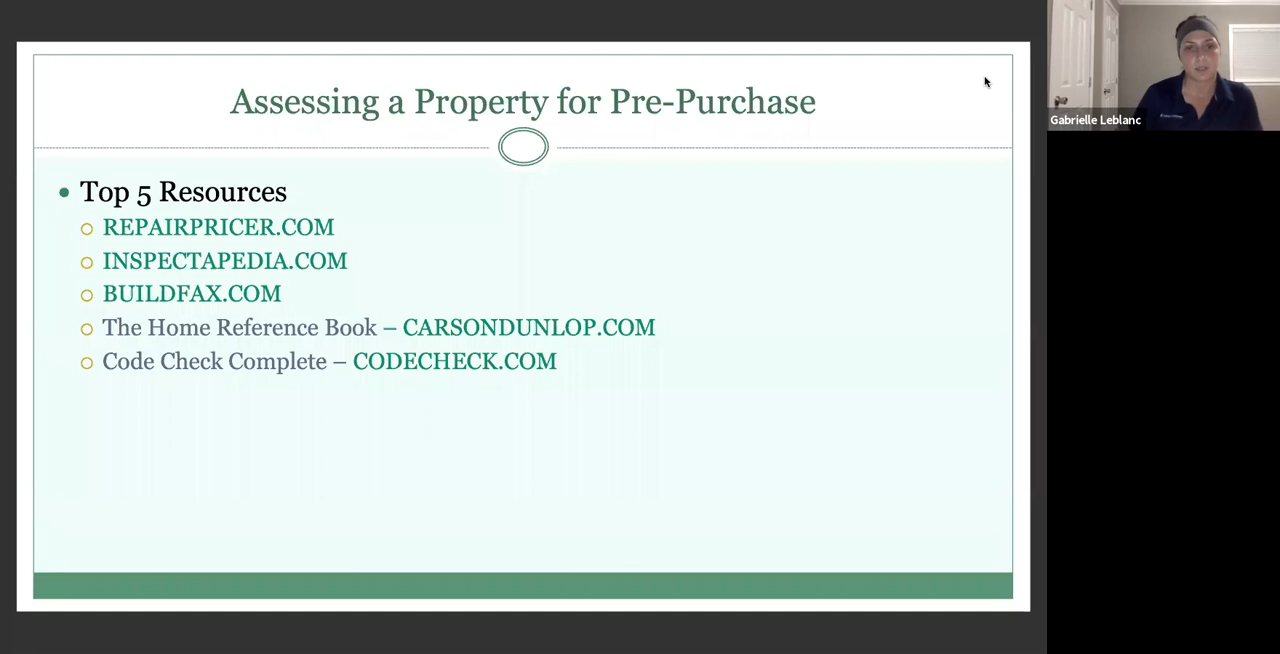 Assessing a Property for Pre-Purchase
Top 5 Resources
REPAIRPRICER.COM
INSPECTAPEDIA.COM
BUILDFAX.COM
The Home Reference Book – CARSONDUNLOP.COM
Code Check Complete – CODECHECK.COM
Gabrielle Leblanc